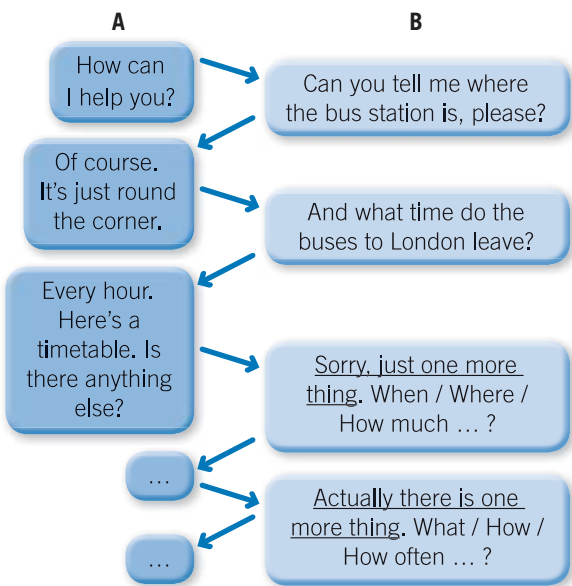 A
B
How can
I help you?
Can you tell me where
the bus station is, please?
Of course.
It's just round
the corner.
And what time do the
buses to London leave?
Every hour.
Here's a
timetable. Is
there anything
else?
Sorry, just one more
thing. When / Where /
How much … ?
…
Actually there is one
more thing. What / How /
How often … ?
…